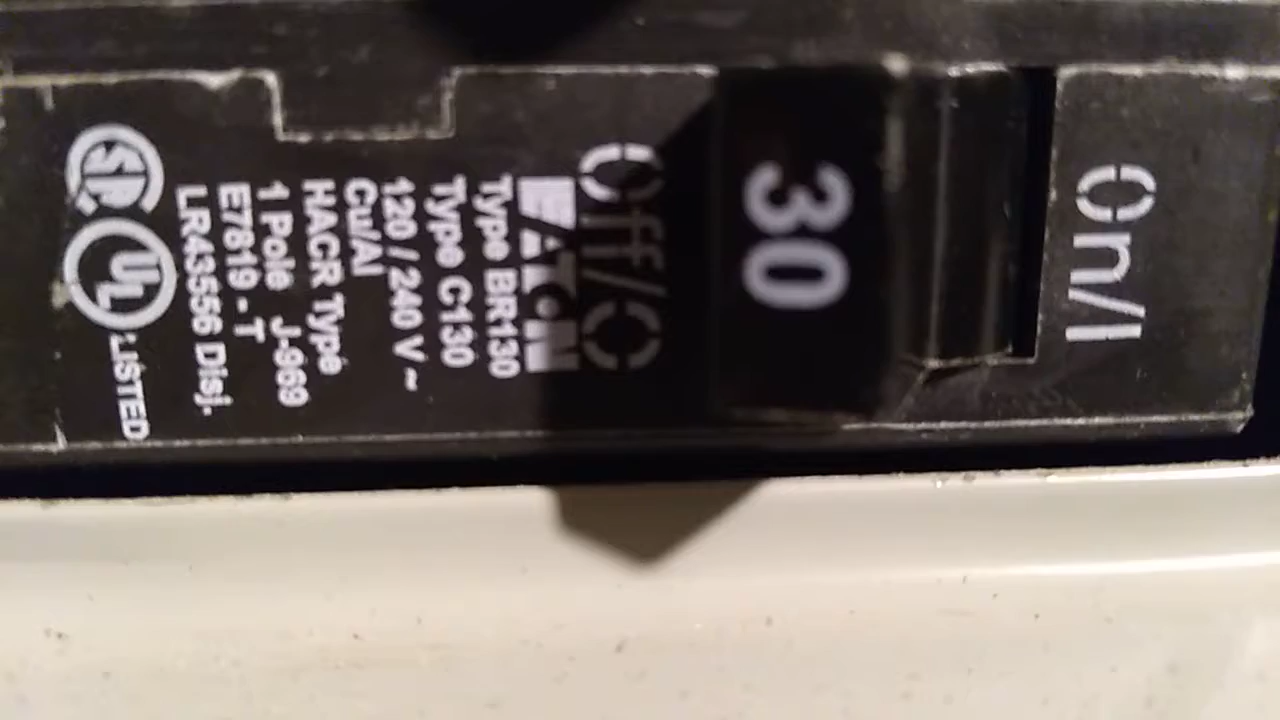 On/I
30
Off/O
EATON
Type BR130
Type C130
120 / 240 V ~
Cu/Al
HACR Type
1 Pole J-969
E7819 - T
LR43556 Disj.
UL LISTED